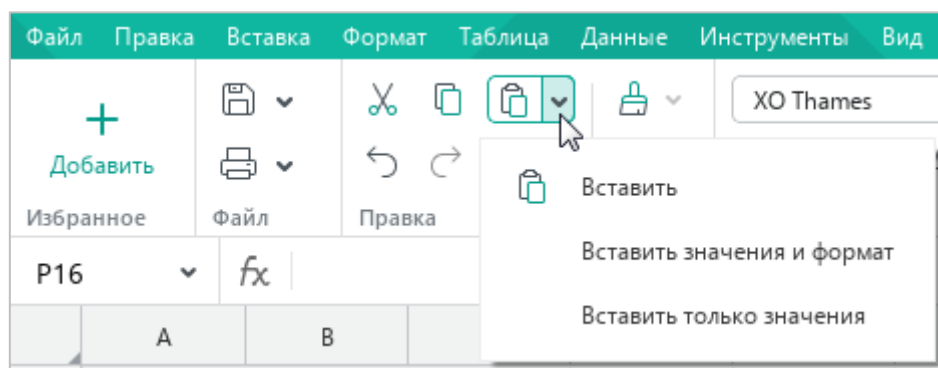 Файл Правка Вставка Формат Таблица Данные Инструменты Вид
XO Thames
Добавить
Вставить
Избранное Файл Правка
Вставить значения и формат
P16 fx
Вставить только значения
A B